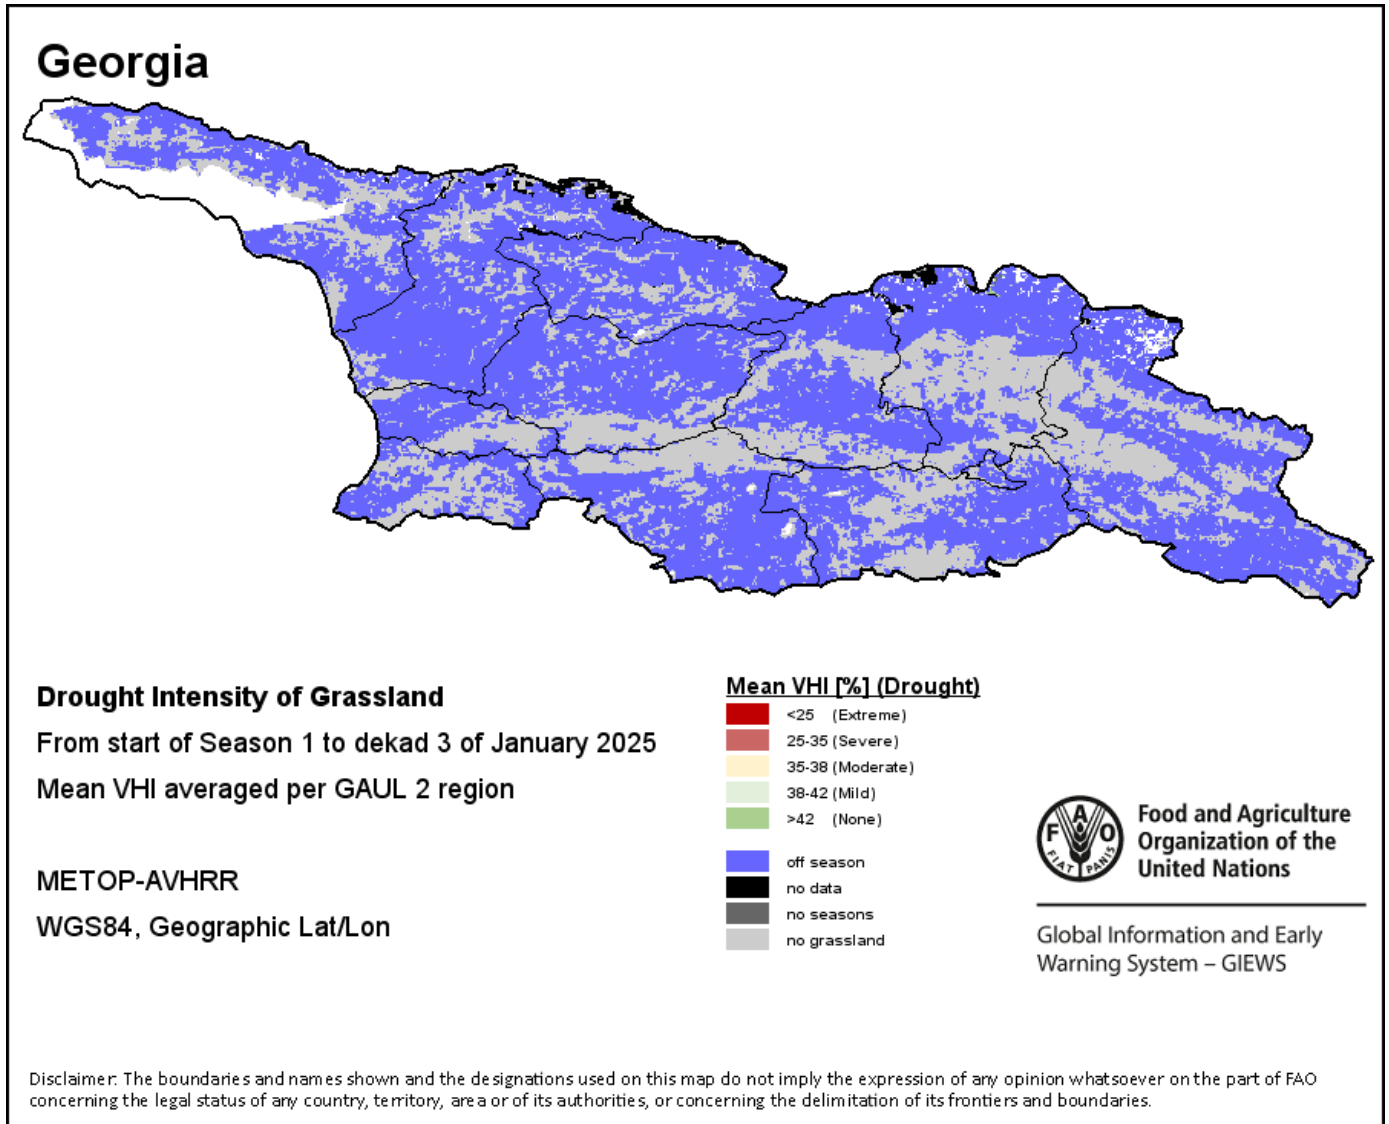 Georgia
Drought Intensity of Grassland
From start of Season 1 to dekad 3 of January 2025
Mean VHI averaged per GAUL 2 region
METOP-AVHRR
WGS84, Geographic Lat/Lon
Mean VHI [%] (Drought)
<25 (Extreme)
25-35 (Severe)
35-38 (Moderate)
38-42 (Mild)
>42 (None)
off season
no data
no seasons
no grassland
F A O
FIAT PANIS
Food and Agriculture
Organization of the
United Nations
Global Information and Early
Warning System – GIEWS
Disclaimer: The boundaries and names shown and the designations used on this map do not imply the expression of any opinion whatsoever on the part of FAO
concerning the legal status of any country, territory, area or of its authorities, or concerning the delimitation of its frontiers and boundaries.